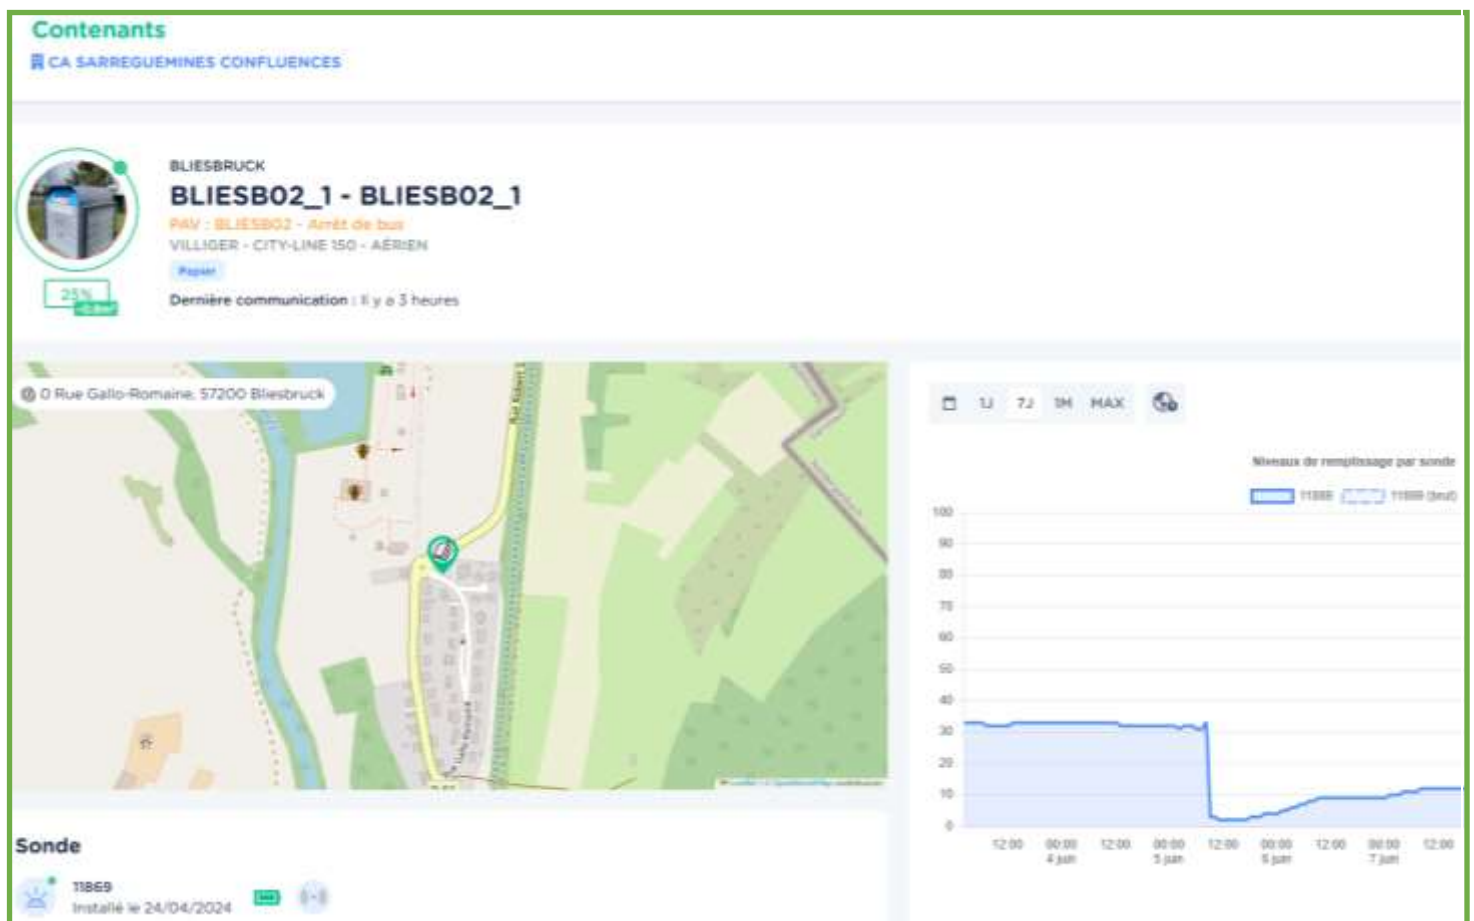 Contenants
CA SARREGUEMINES CONFLUENCES
BLIESBRUCK
BLIESB02_1 - BLIESB02_1
PAV : BLIESB02 - Arrêt de bus
VILLIGER - CITY-LINE 150 - AÉRIEN
Papier
25%
Dernière communication : Il y a 3 heures
0 Rue Gallo-Romaine, 57200 Bliesbruck
1J 7J 1M MAX
Niveaux de remplissage par sonde
11869 11869 (brut)
100
90
80
70
60
50
40
30
20
10
0
12:00 00:00 12:00 00:00 12:00 00:00 12:00 00:00 12:00
4 juin 5 juin 6 juin 7 juin
Sonde
11869
Installé le 24/04/2024